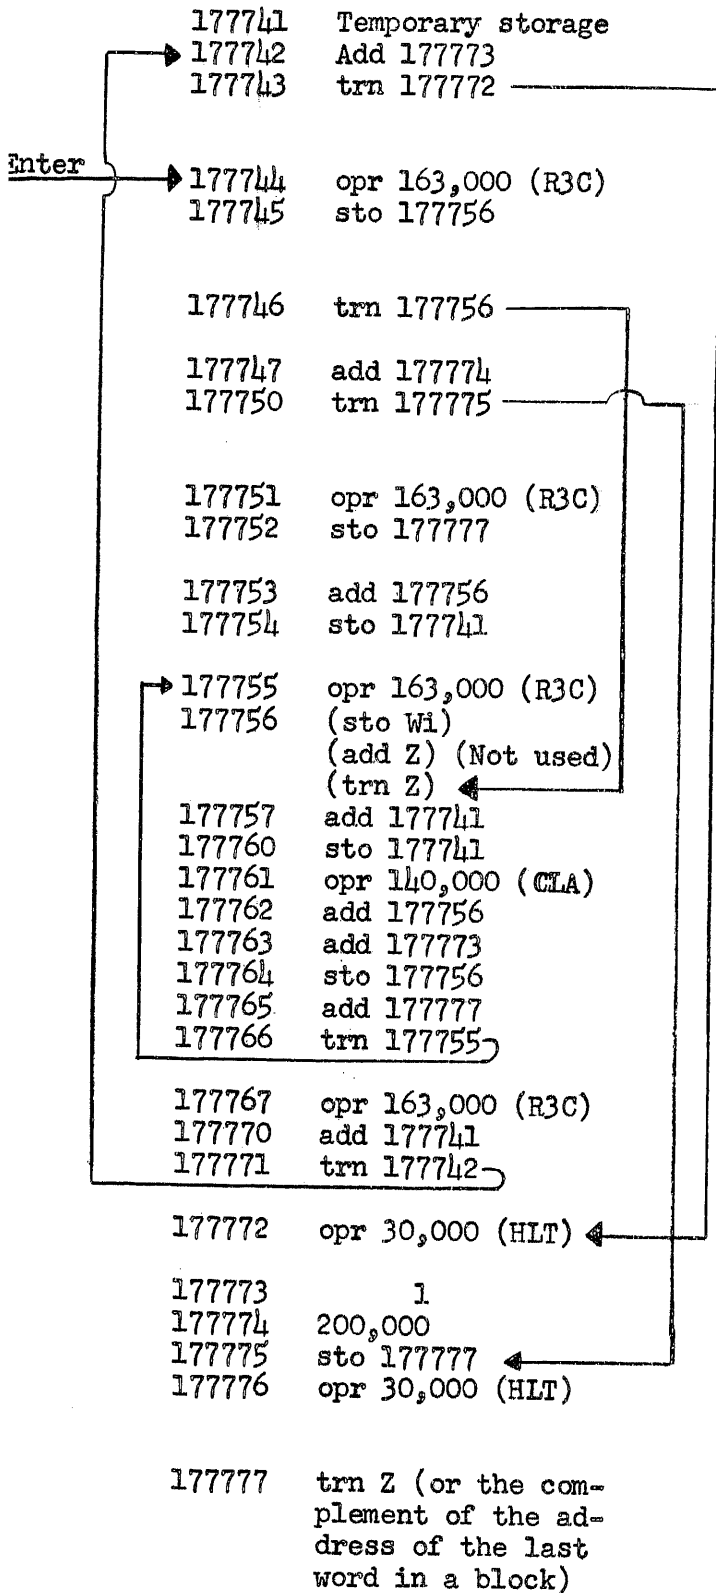 177741 Temporary storage
177742 Add 177773
177743 trn 177772
Enter
177744 opr 163,000 (R3C)
177745 sto 177756
177746 trn 177756
177747 add 177774
177750 trn 177775
177751 opr 163,000 (R3C)
177752 sto 177777
177753 add 177756
177754 sto 177741
177755 opr 163,000 (R3C)
177756 (sto Wi)
(add Z) (Not used)
(trn Z)
177757 add 177741
177760 sto 177741
177761 opr 140,000 (CLA)
177762 add 177756
177763 add 177773
177764 sto 177756
177765 add 177777
177766 trn 177755
177767 opr 163,000 (R3C)
177770 add 177741
177771 trn 177742
177772 opr 30,000 (HLT)
177773 1
177774 200,000
177775 sto 177777
177776 opr 30,000 (HLT)
177777 trn Z (or the com-
plement of the ad-
dress of the last
word in a block)